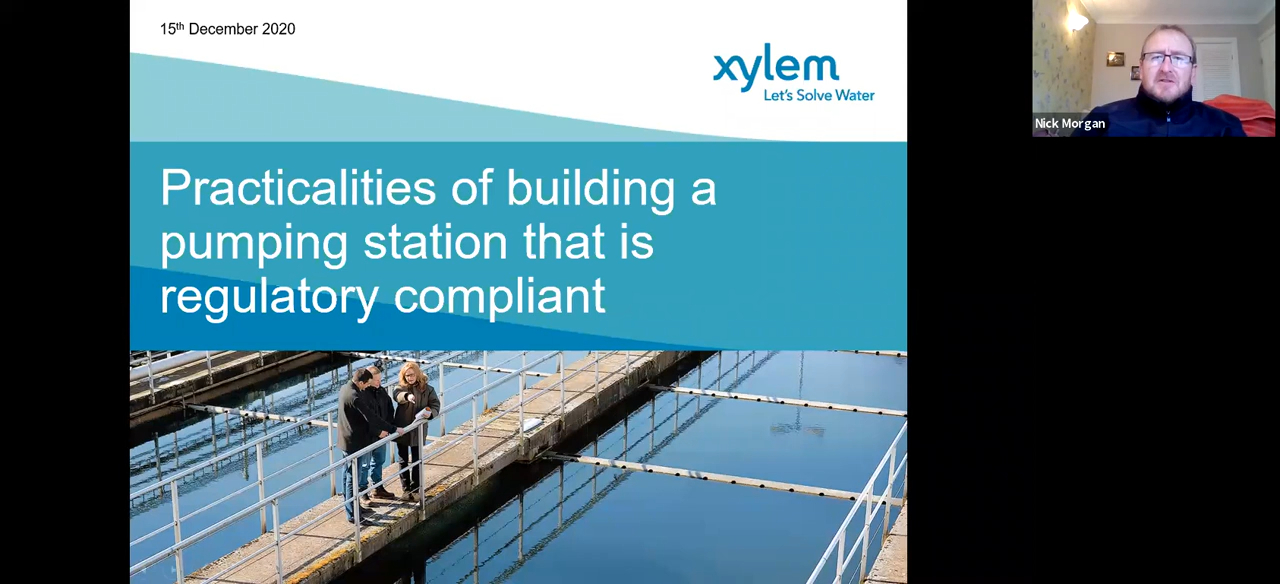 15th December 2020
xylem
Let's Solve Water
Nick Morgan
Practicalities of building a
pumping station that is
regulatory compliant